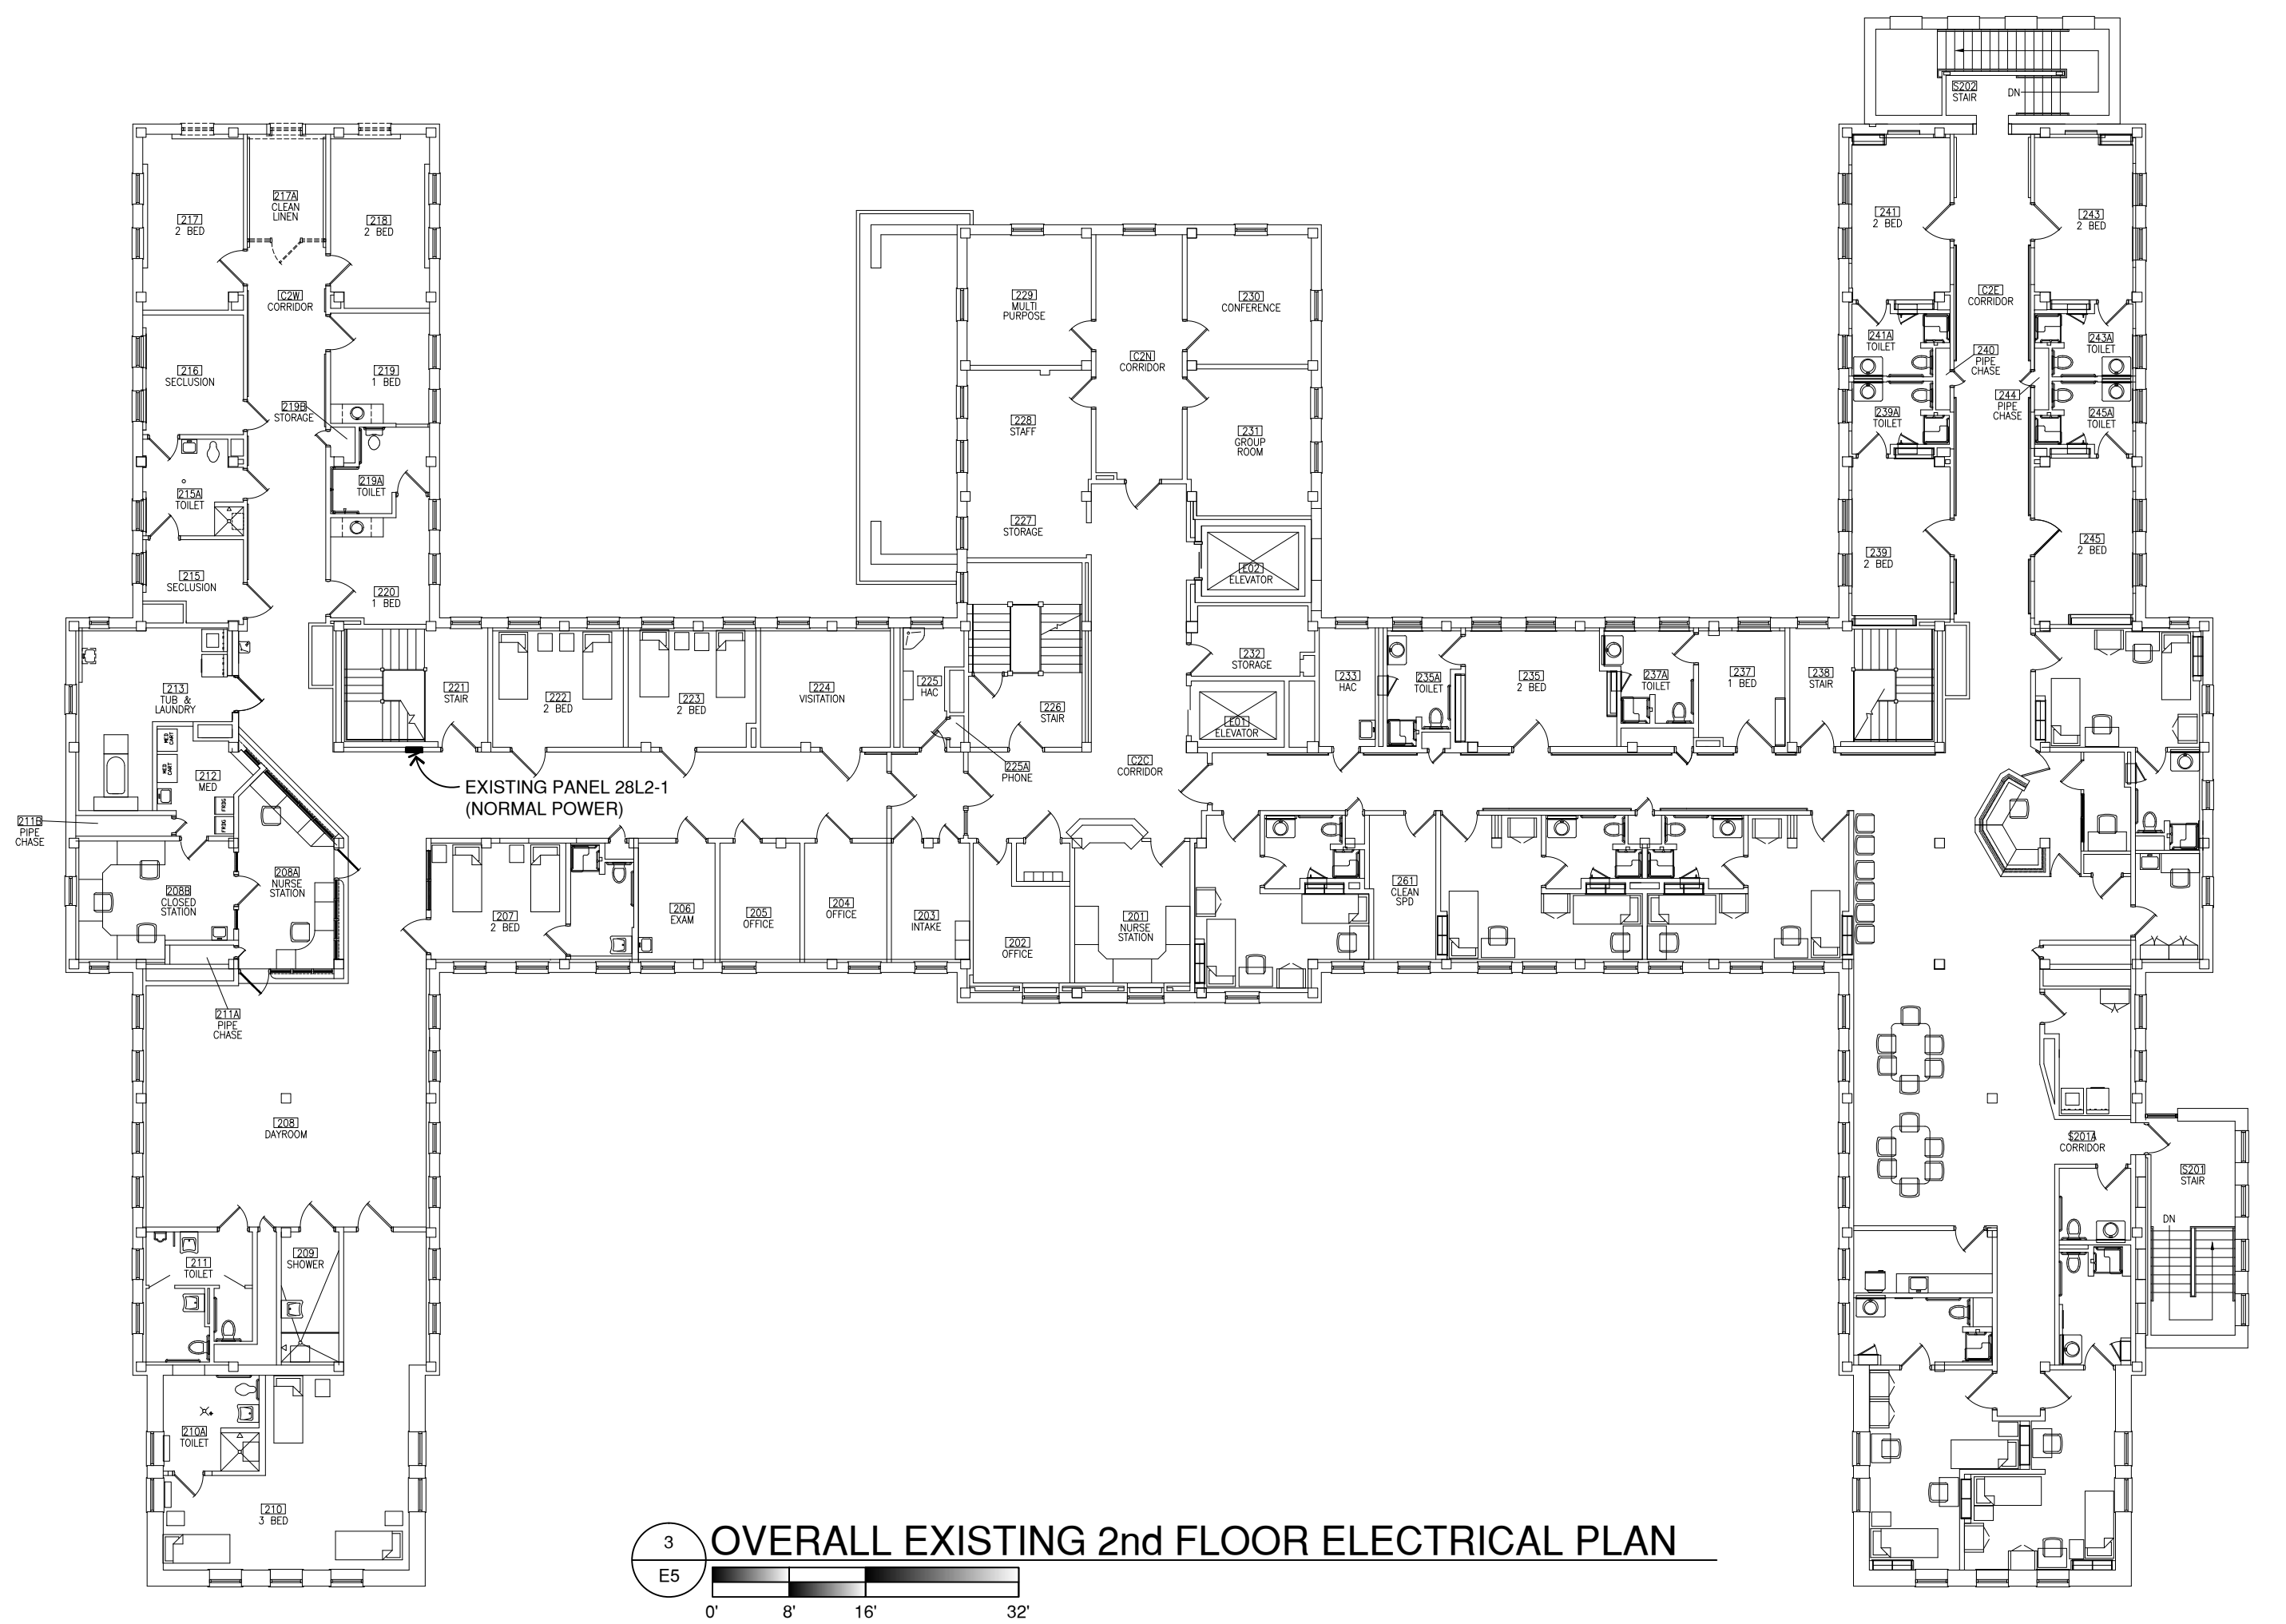 S202
STAIR
DN
217
2 BED
217A
CLEAN
LINEN
218
2 BED
241
2 BED
243
2 BED
C2W
CORRIDOR
229
MULTI
PURPOSE
230
CONFERENCE
C2E
CORRIDOR
241A
TOILET
243A
TOILET
240
PIPE
CHASE
216
SECLUSION
219
1 BED
C2N
CORRIDOR
244
PIPE
CHASE
219B
STORAGE
228
STAFF
231
GROUP
ROOM
239A
TOILET
245A
TOILET
215A
TOILET
219A
TOILET
227
STORAGE
239
2 BED
245
2 BED
215
SECLUSION
220
1 BED
E02
ELEVATOR
213
TUB &
LAUNDRY
221
STAIR
222
2 BED
223
2 BED
224
VISITATION
225
HAC
226
STAIR
232
STORAGE
E01
ELEVATOR
233
HAC
235A
TOILET
235
2 BED
237A
TOILET
237
1 BED
238
STAIR
MED
CART
MED
CART
212
MED
FRDG
FRDG
EXISTING PANEL 28L2-1
(NORMAL POWER)
225A
PHONE
C2C
CORRIDOR
211B
PIPE
CHASE
208A
NURSE
STATION
208B
CLOSED
STATION
207
2 BED
206
EXAM
205
OFFICE
204
OFFICE
203
INTAKE
202
OFFICE
201
NURSE
STATION
261
CLEAN
SPD
211A
PIPE
CHASE
208
DAYROOM
S201A
CORRIDOR
S201
STAIR
DN
211
TOILET
209
SHOWER
210A
TOILET
210
3 BED
3
E5
OVERALL EXISTING 2nd FLOOR ELECTRICAL PLAN
0' 8' 16' 32'